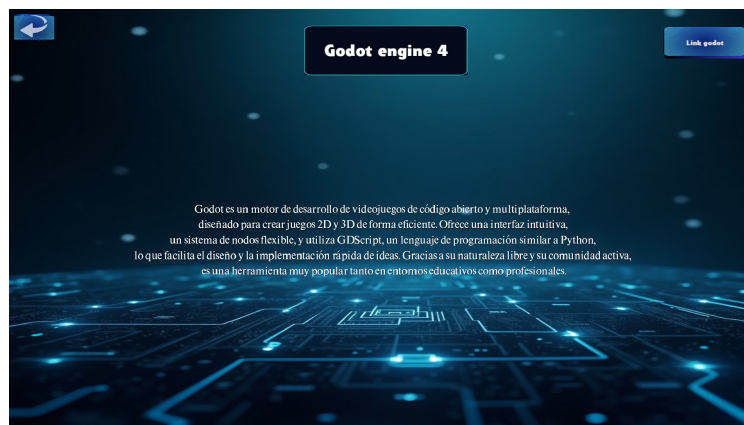 Godot engine 4
Link godot
Godot es un motor de desarrollo de videojuegos de código abierto y multiplataforma,
diseñado para crear juegos 2D y 3D de forma eficiente. Ofrece una interfaz intuitiva,
un sistema de nodos flexible, y utiliza GDScript, un lenguaje de programación similar a Python,
lo que facilita el diseño y la implementación rápida de ideas. Gracias a su naturaleza libre y su comunidad activa,
es una herramienta muy popular tanto en entornos educativos como profesionales.